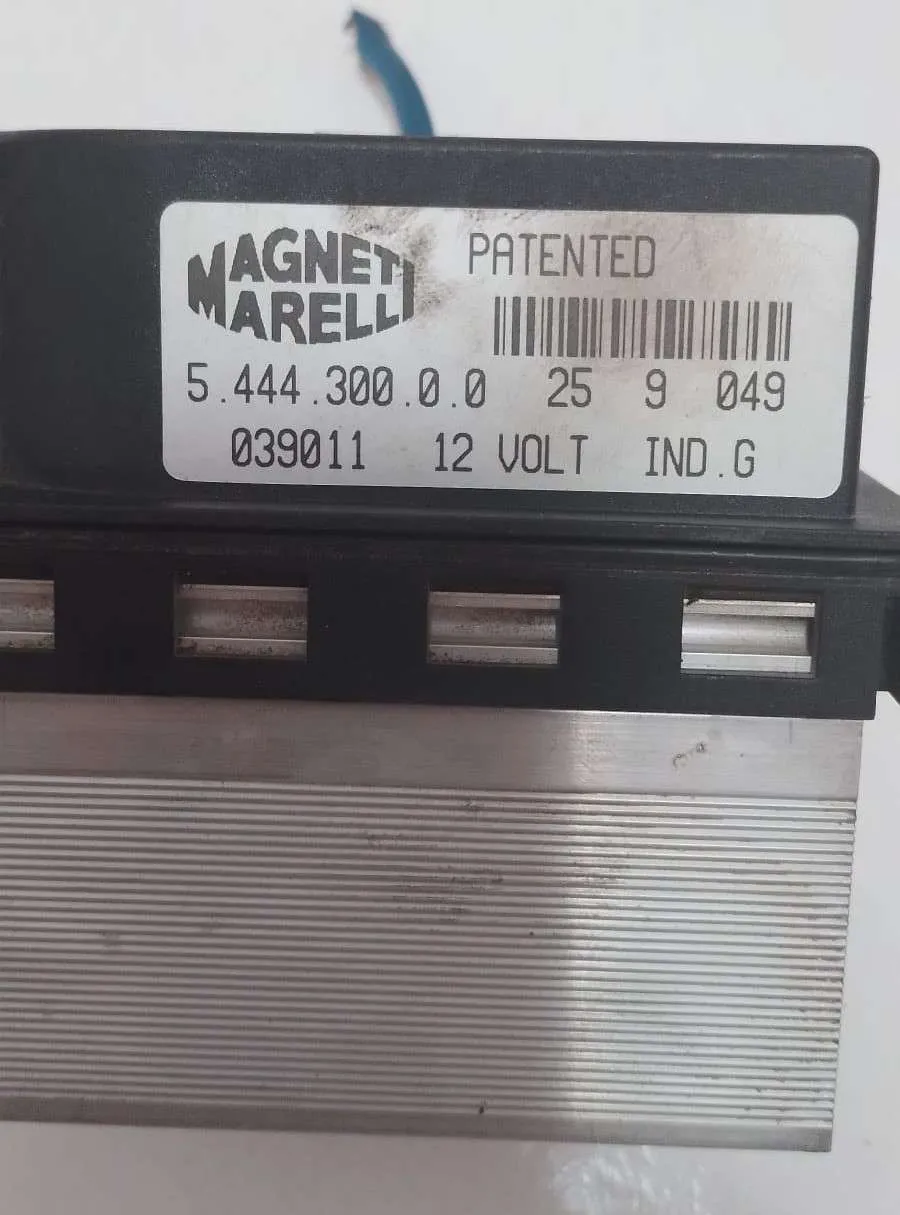 MAGNETI
MARELLI
PATENTED
5.444.300.0.0 25 9 049
039011 12 VOLT IND.G